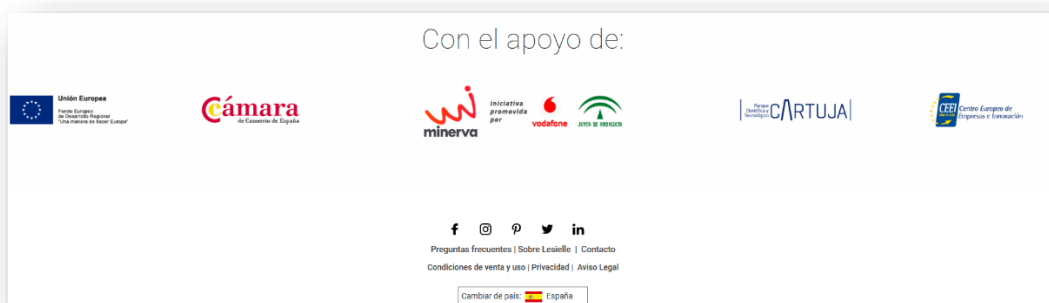 Con el apoyo de:
Unión Europea
Fondo Europeo
de Desarrollo Regional
"Una manera de hacer Europa"
Cámara
de Comercio de España
minerva
iniciativa
promovida
por
vodafone
JUNTA DE ANDALUCIA
Parque
Científico y
Tecnológico
CARTUJA
CEEI
Centro Europeo de
Empresas e Innovación
Preguntas frecuentes | Sobre Lesielle | Contacto
Condiciones de venta y uso | Privacidad | Aviso Legal
Cambiar de país: España